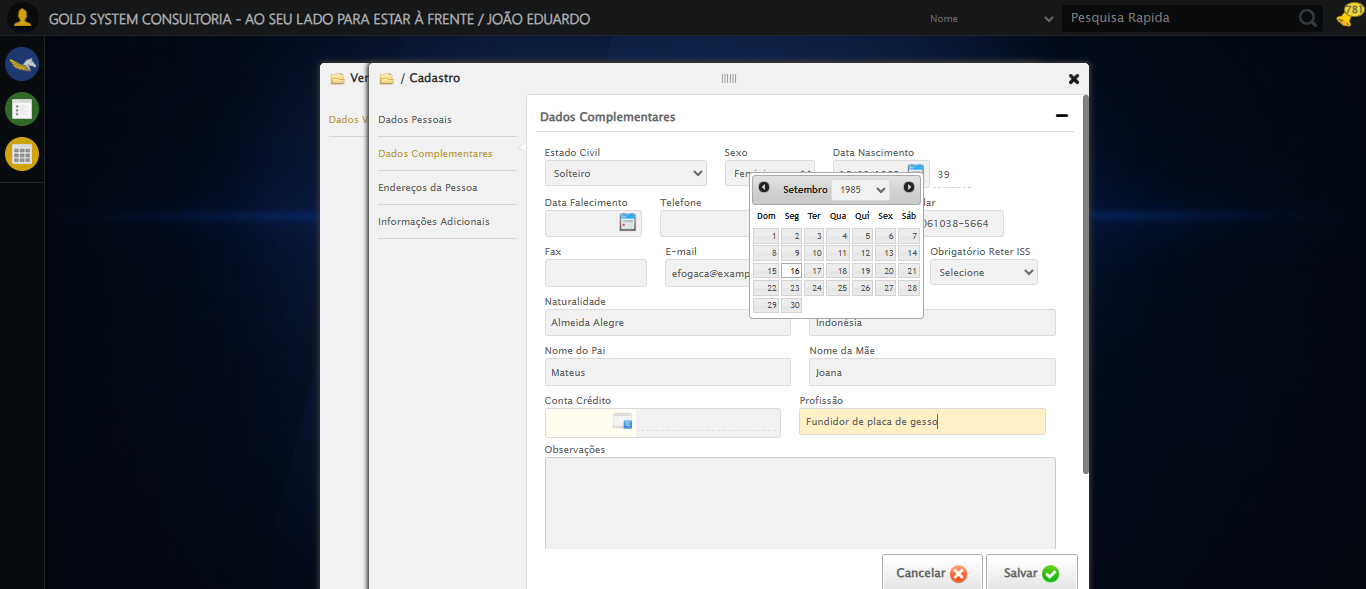 GOLD SYSTEM CONSULTORIA - AO SEU LADO PARA ESTAR À FRENTE / JOÃO EDUARDO
Nome
Pesquisa Rapida
781
/ Cadastro
Dados Pessoais
Dados Complementares
Endereços da Pessoa
Informações Adicionais
Dados Complementares
Estado Civil Sexo Data Nascimento
Solteiro 39
Setembro 1985
Dom Seg Ter Qua Qui Sex Sáb
1 2 3 4 5 6 7
8 9 10 11 12 13 14
15 16 17 18 19 20 21
22 23 24 25 26 27 28
29 30
Data Falecimento Telefone
061038-5664
Fax E-mail Obrigatório Reter ISS
efogaca@examp Selecione
Naturalidade
Almeida Alegre Indonésia
Nome do Pai Nome da Mãe
Mateus Joana
Conta Crédito Profissão
Fundidor de placa de gesso
Observações
Cancelar Salvar